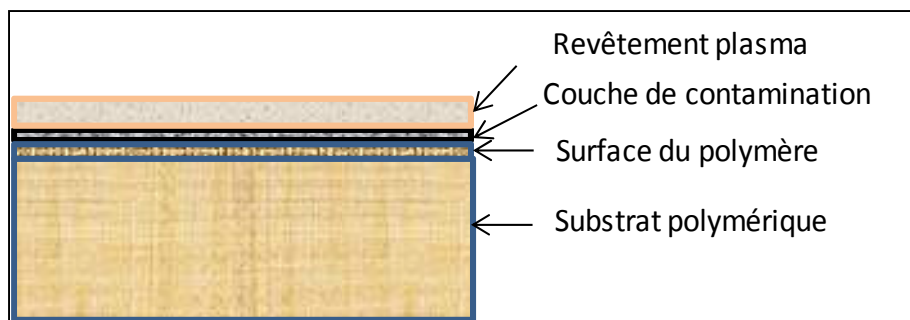 Revêtement plasma
Couche de contamination
Surface du polymère
Substrat polymérique